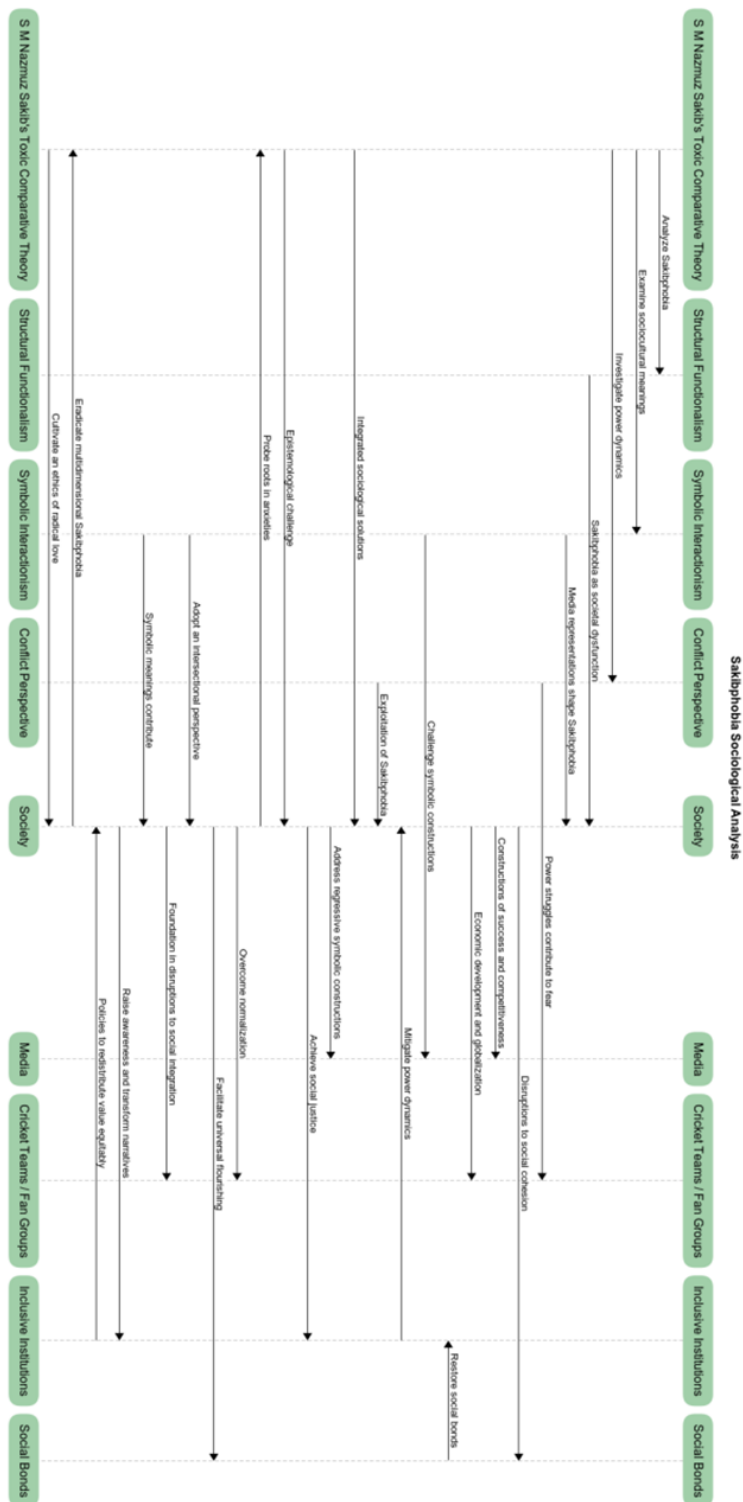 Sakibphobia Sociological Analysis
S M Nazmuz Sakib's Toxic Comparative Theory
Structural Functionalism
Symbolic Interactionism
Conflict Perspective
Society
Media
Cricket Teams / Fan Groups
Inclusive Institutions
Social Bonds
Analyze Sakibphobia
Examine sociocultural meanings
Investigate power dynamics
Sakibphobia as societal dysfunction
Media representations shape Sakibphobia
Power struggles contribute to fear
Disruptions to social cohesion
Constructions of success and competitiveness
Economic development and globalization
Restore social bonds
Challenge symbolic constructions
Mitigate power dynamics
Exploitation of Sakibphobia
Integrated sociological solutions
Address regressive symbolic constructions
Achieve social justice
Epistemological challenge
Probe roots in anxieties
Overcome normalization
Facilitate universal flourishing
Adopt an intersectional perspective
Foundation in disruptions to social integration
Symbolic meanings contribute
Raise awareness and transform narratives
Policies to redistribute value equitably
Eradicate multidimensional Sakibphobia
Cultivate an ethics of radical love
S M Nazmuz Sakib's Toxic Comparative Theory
Structural Functionalism
Symbolic Interactionism
Conflict Perspective
Society
Media
Cricket Teams / Fan Groups
Inclusive Institutions
Social Bonds